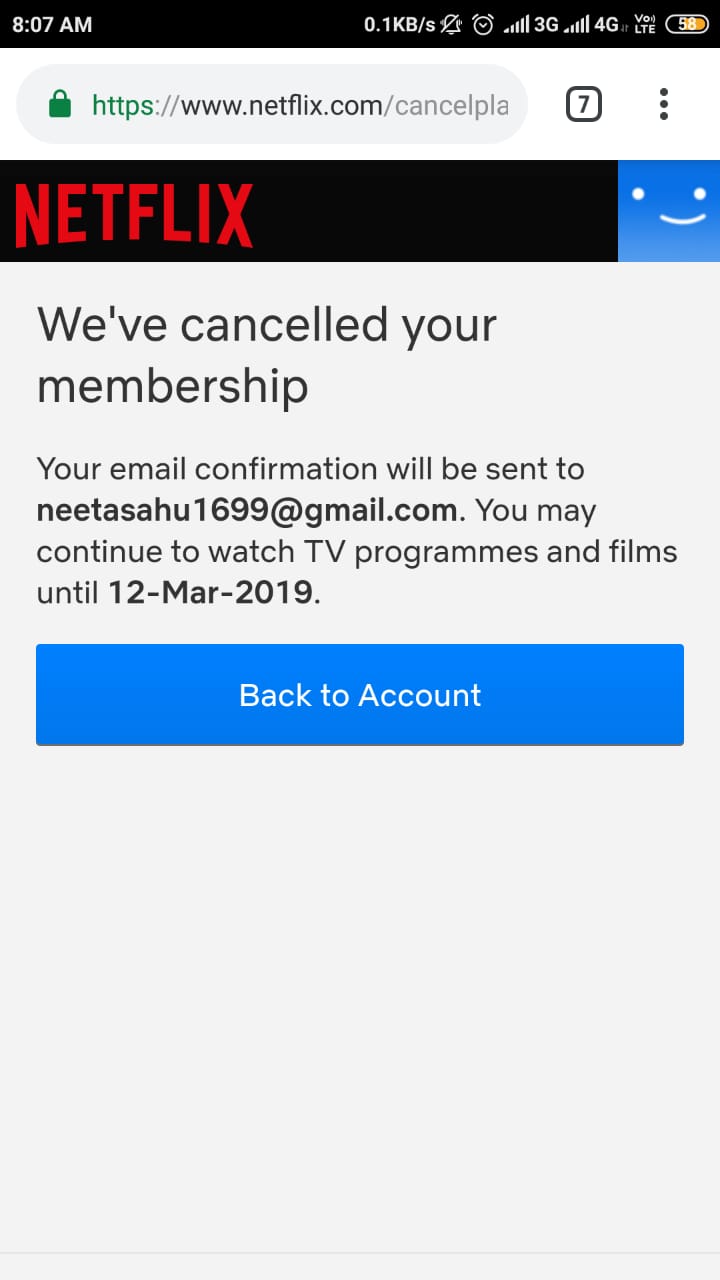 8:07 AM 0.1KB/s 3G 4G Vo)) LTE 58
https://www.netflix.com/cancelpla 7
NETFLIX
We've cancelled your
membership
Your email confirmation will be sent to
neetasahu1699@gmail.com. You may
continue to watch TV programmes and films
until 12-Mar-2019.
Back to Account